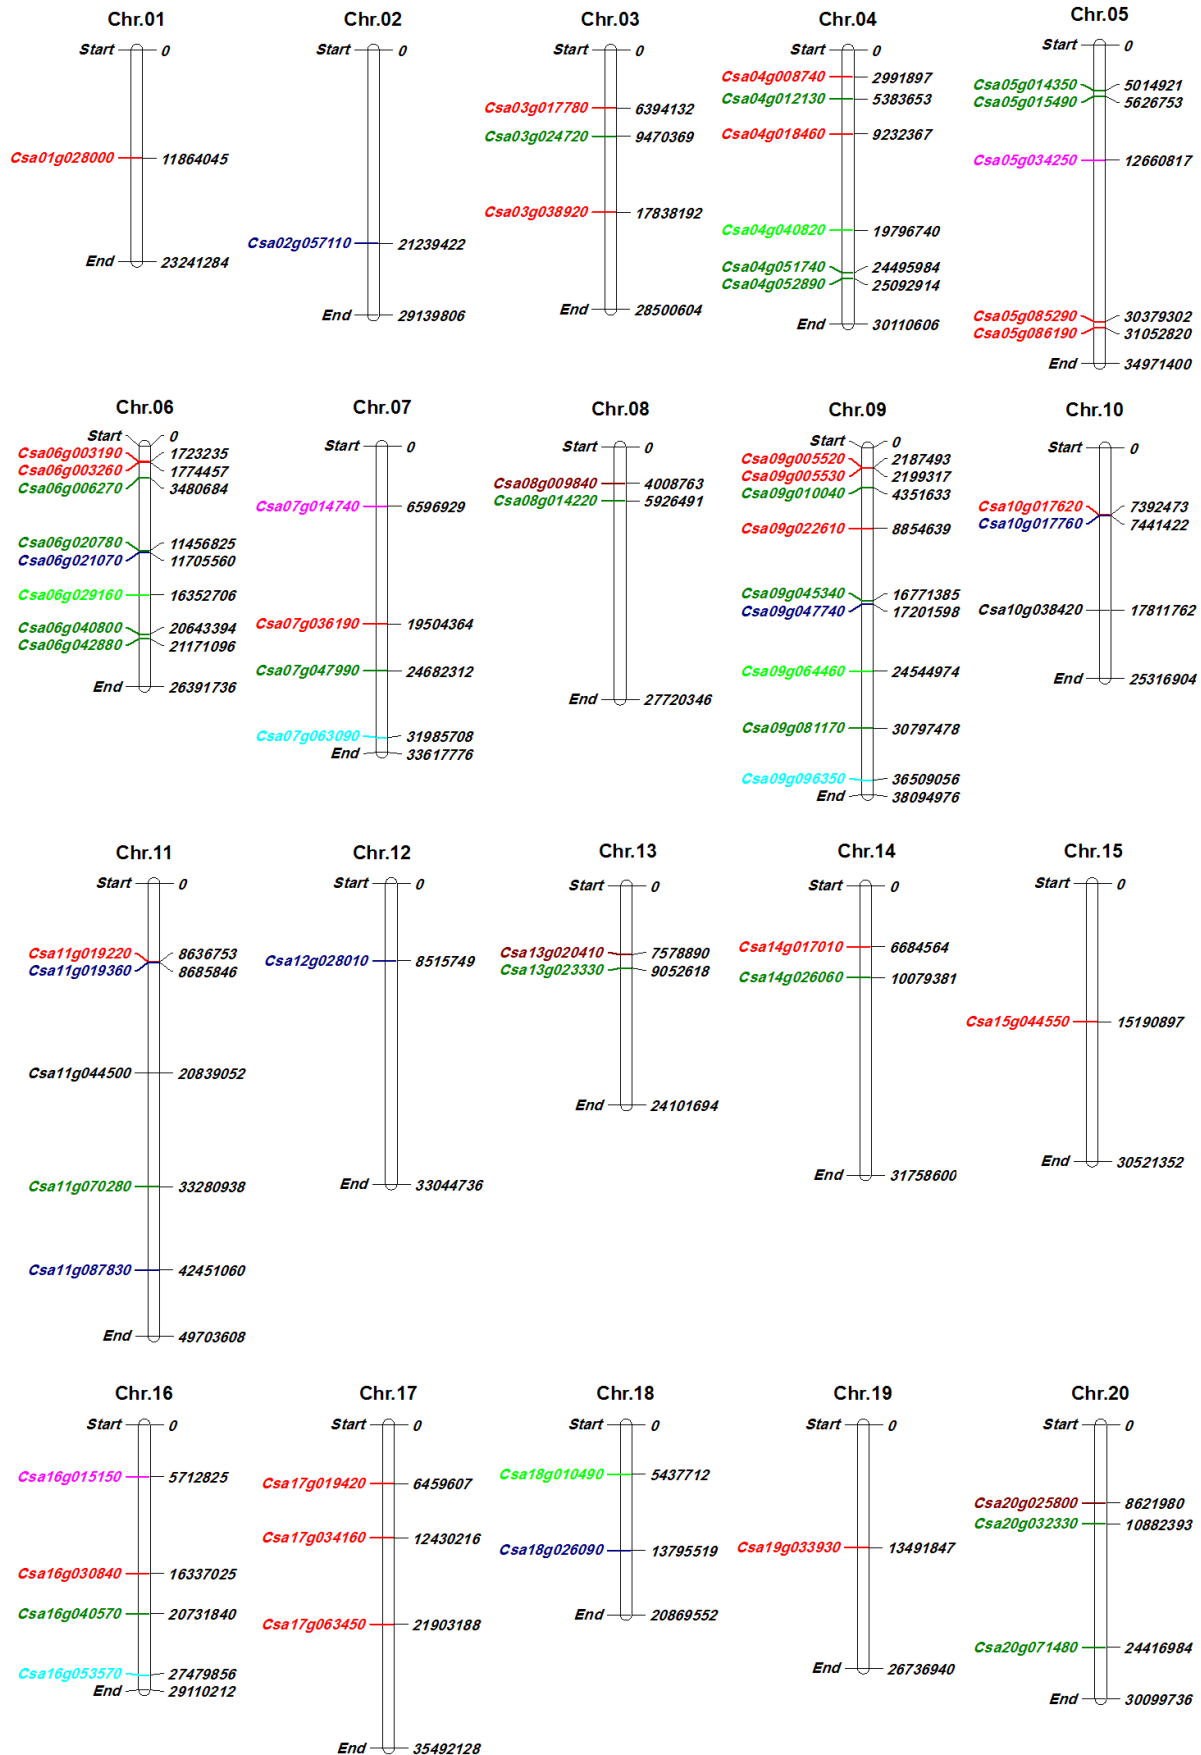 Chr.01
Start 0
Csa01g028000 11864045
End 23241284
Chr.02
Start 0
Csa02g057110 21239422
End 29139806
Chr.03
Start 0
Csa03g017780 6394132
Csa03g024720 9470369
Csa03g038920 17838192
End 28500604
Chr.04
Start 0
Csa04g008740 2991897
Csa04g012130 5383653
Csa04g018460 9232367
Csa04g040820 19796740
Csa04g051740 24495984
Csa04g052890 25092914
End 30110606
Chr.05
Start 0
Csa05g014350 5014921
Csa05g015490 5626753
Csa05g034250 12660817
Csa05g085290 30379302
Csa05g086190 31052820
End 34971400
Chr.06
Start 0
Csa06g003190 1723235
Csa06g003260 1774457
Csa06g006270 3480684
Csa06g020780 11456825
Csa06g021070 11705560
Csa06g029160 16352706
Csa06g040800 20643394
Csa06g042880 21171096
End 26391736
Chr.07
Start 0
Csa07g014740 6596929
Csa07g036190 19504364
Csa07g047990 24682312
Csa07g063090 31985708
End 33617776
Chr.08
Start 0
Csa08g009840 4008763
Csa08g014220 5926491
End 27720346
Chr.09
Start 0
Csa09g005520 2187493
Csa09g005530 2199317
Csa09g010040 4351633
Csa09g022610 8854639
Csa09g045340 16771385
Csa09g047740 17201598
Csa09g064460 24544974
Csa09g081170 30797478
Csa09g096350 36509056
End 38094976
Chr.10
Start 0
Csa10g017620 7392473
Csa10g017760 7441422
Csa10g038420 17811762
End 25316904
Chr.11
Start 0
Csa11g019220 8636753
Csa11g019360 8685846
Csa11g044500 20839052
Csa11g070280 33280938
Csa11g087830 42451060
End 49703608
Chr.12
Start 0
Csa12g028010 8515749
End 33044736
Chr.13
Start 0
Csa13g020410 7578890
Csa13g023330 9052618
End 24101694
Chr.14
Start 0
Csa14g017010 6684564
Csa14g026060 10079381
End 31758600
Chr.15
Start 0
Csa15g044550 15190897
End 30521352
Chr.16
Start 0
Csa16g015150 5712825
Csa16g030840 16337025
Csa16g040570 20731840
Csa16g053570 27479856
End 29110212
Chr.17
Start 0
Csa17g019420 6459607
Csa17g034160 12430216
Csa17g063450 21903188
End 35492128
Chr.18
Start 0
Csa18g010490 5437712
Csa18g026090 13795519
End 20869552
Chr.19
Start 0
Csa19g033930 13491847
End 26736940
Chr.20
Start 0
Csa20g025800 8621980
Csa20g032330 10882393
Csa20g071480 24416984
End 30099736